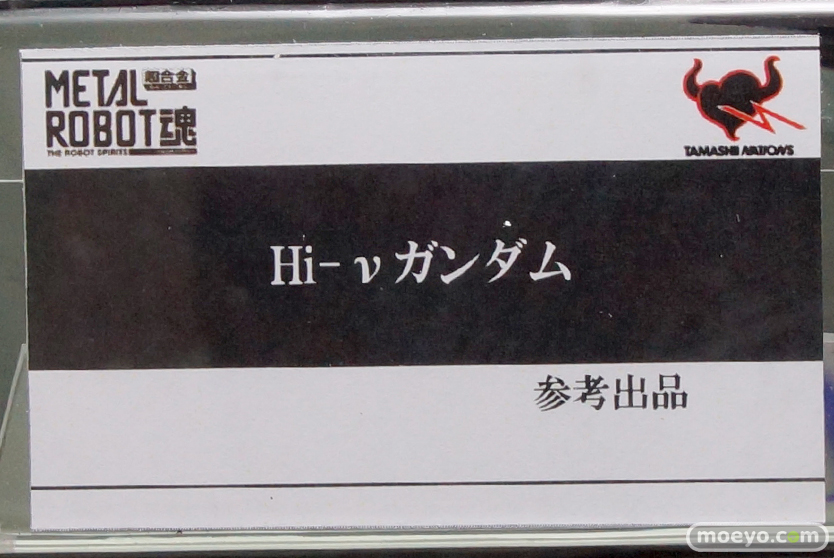 METAL 超合金
ROBOT魂
THE ROBOT SPIRITS
TAMASHII NATIONS
Hi-νガンダム
参考出品
moeyo.com